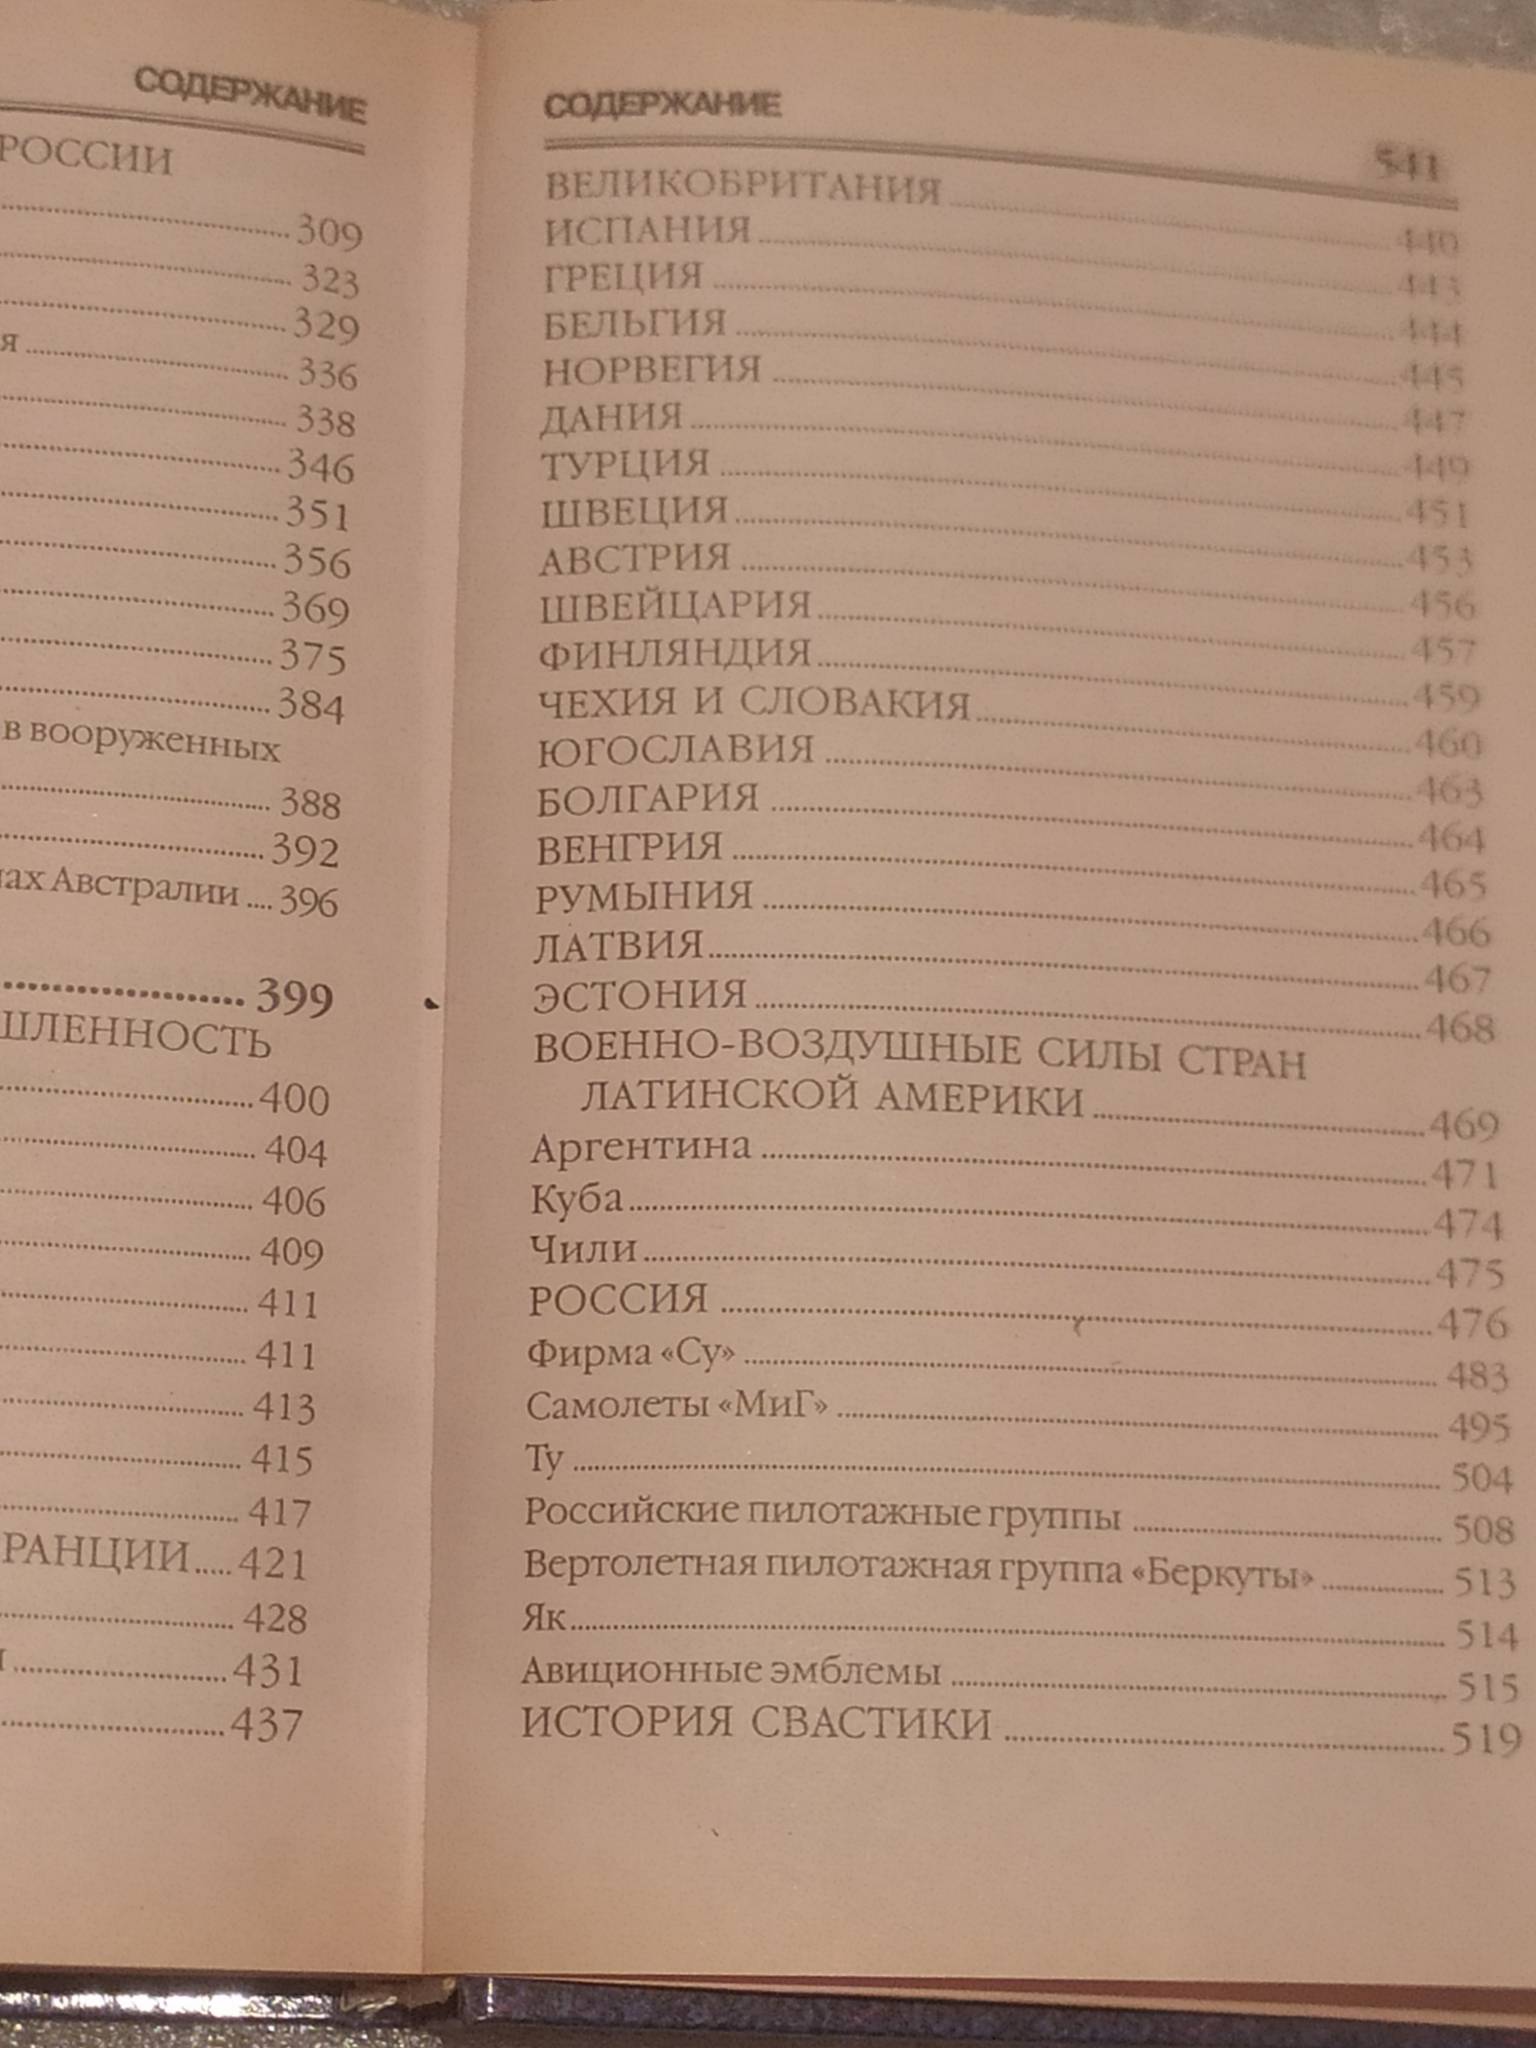 СОДЕРЖАНИЕ
РОССИИ
309
323
329
я 336
338
346
351
356
369
375
384
в вооруженных
388
392
нах Австралии .... 396
399
ШЛЕННОСТЬ
400
404
406
409
411
411
413
415
417
РАНЦИИ ..... 421
428
431
437
СОДЕРЖАНИЕ 541
ВЕЛИКОБРИТАНИЯ 440
ИСПАНИЯ 443
ГРЕЦИЯ 444
БЕЛЬГИЯ 445
НОРВЕГИЯ 447
ДАНИЯ 449
ТУРЦИЯ 451
ШВЕЦИЯ 453
АВСТРИЯ 456
ШВЕЙЦАРИЯ 457
ФИНЛЯНДИЯ 459
ЧЕХИЯ И СЛОВАКИЯ 460
ЮГОСЛАВИЯ 463
БОЛГАРИЯ 464
ВЕНГРИЯ 465
РУМЫНИЯ 466
ЛАТВИЯ 467
ЭСТОНИЯ 468
ВОЕННО-ВОЗДУШНЫЕ СИЛЫ СТРАН
ЛАТИНСКОЙ АМЕРИКИ 469
Аргентина 471
Куба 474
Чили 475
РОССИЯ 476
Фирма «Су» 483
Самолеты «МиГ» 495
Ту 504
Российские пилотажные группы 508
Вертолетная пилотажная группа «Беркуты» 513
Як 514
Авиционные эмблемы 515
ИСТОРИЯ СВАСТИКИ 519